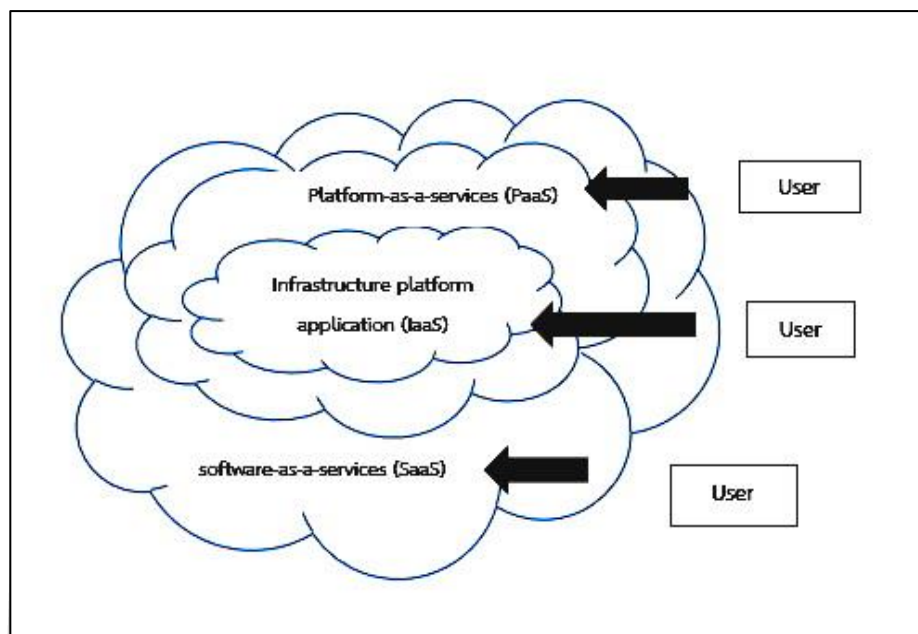 Platform-as-a-services (PaaS)
User
Infrastructure platform
application (IaaS)
User
software-as-a-services (SaaS)
User